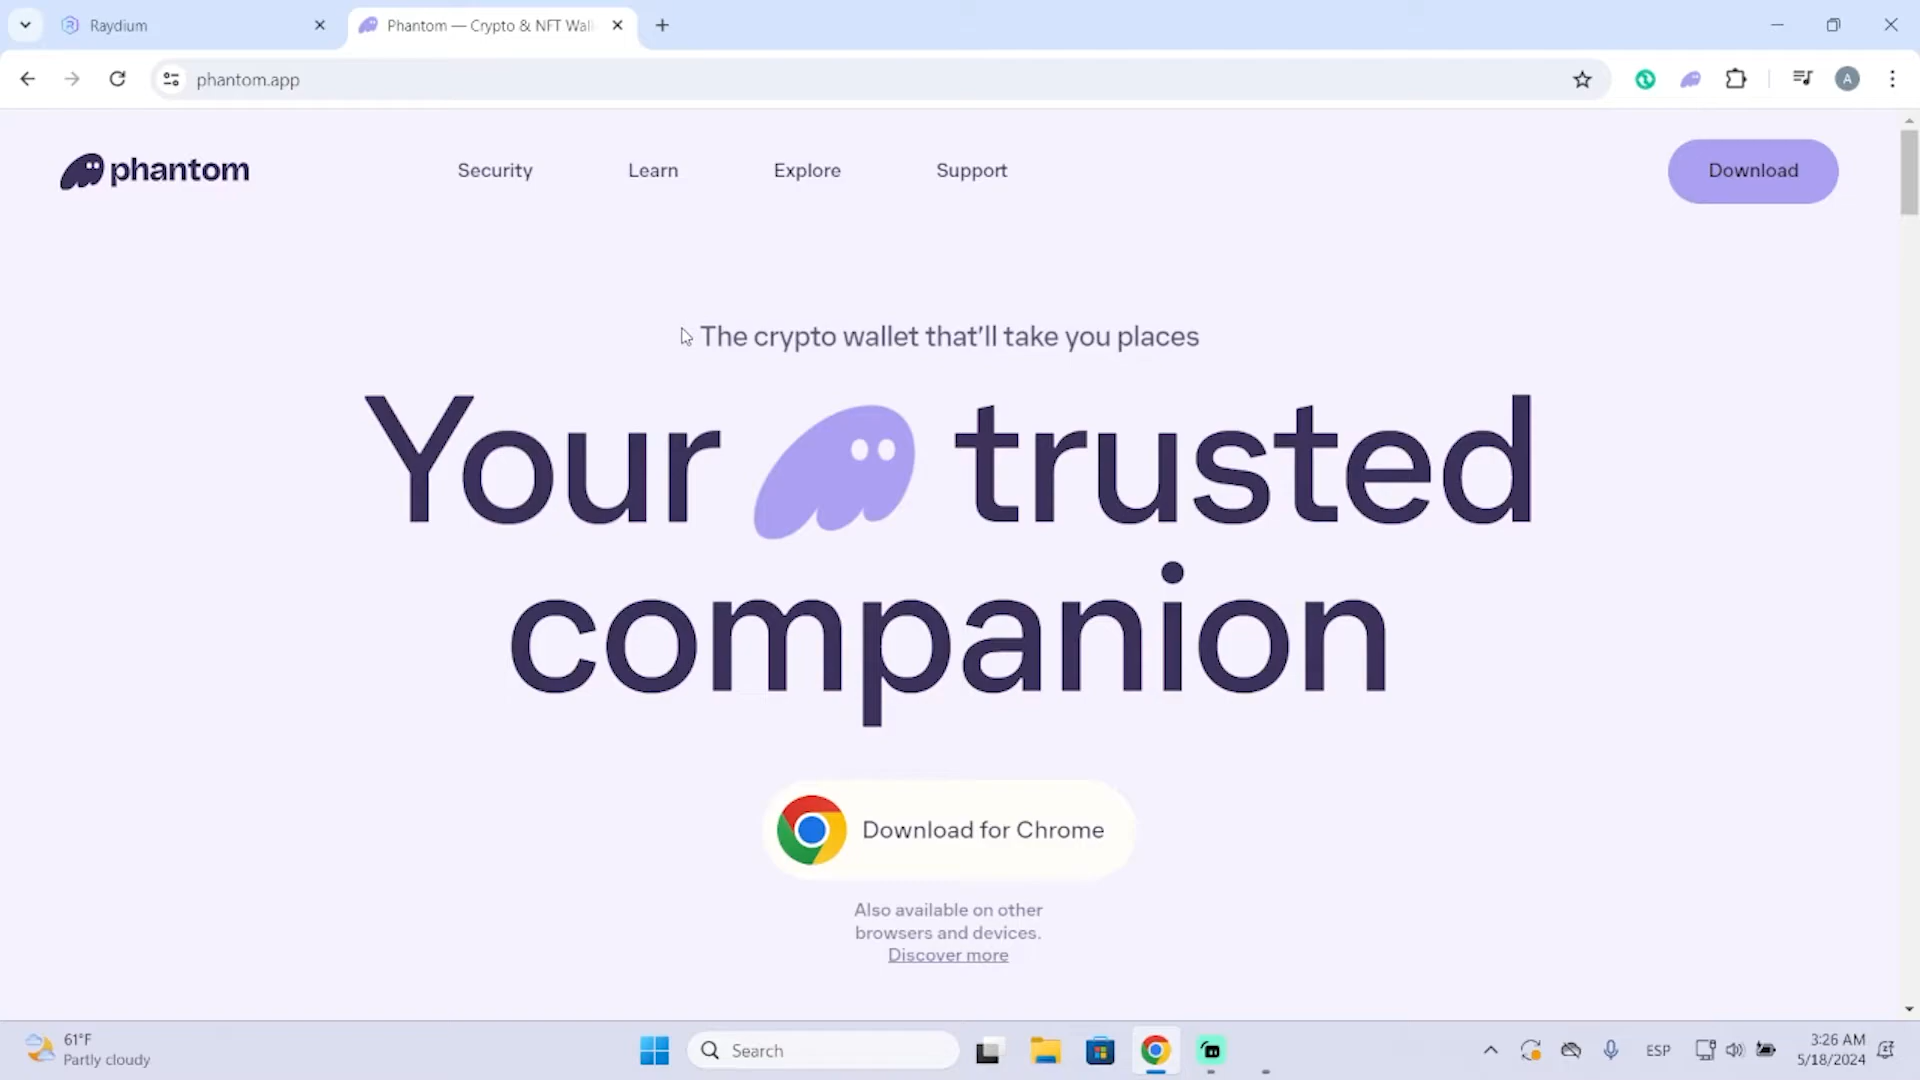 Raydium
Phantom — Crypto & NFT Wal
phantom.app
A
phantom
Security
Learn
Explore
Support
Download
The crypto wallet that'll take you places
Your trusted
companion
Download for Chrome
Also available on other
browsers and devices.
Discover more
61°F
Partly cloudy
Search
ESP
3:26 AM
5/18/2024